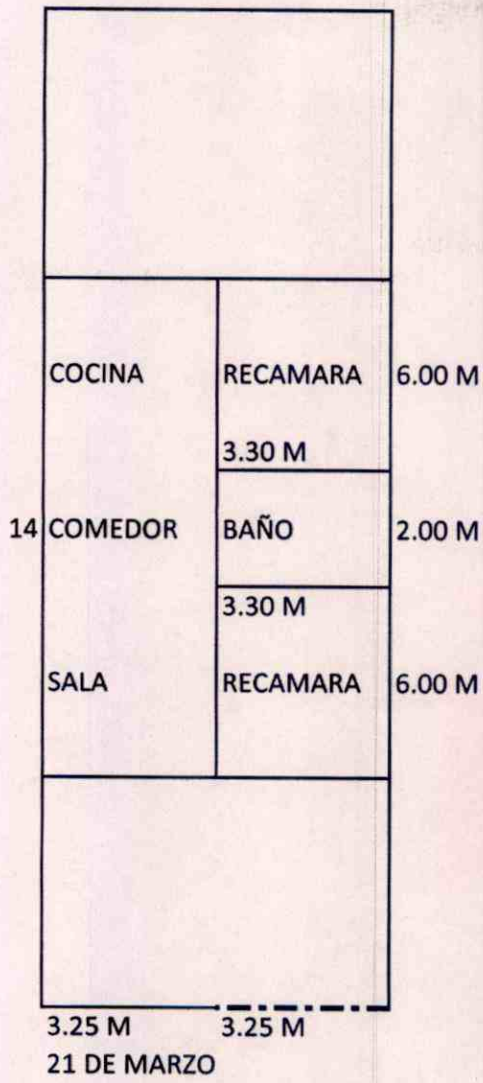 COCINA RECAMARA 6.00 M
3.30 M
14 COMEDOR BAÑO 2.00 M
3.30 M
SALA RECAMARA 6.00 M
3.25 M 3.25 M
21 DE MARZO